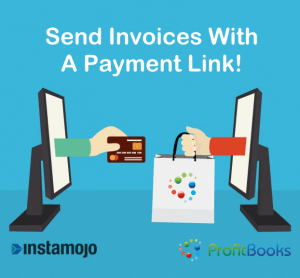 Send Invoices With
A Payment Link!
instamojo
ProfitBooks